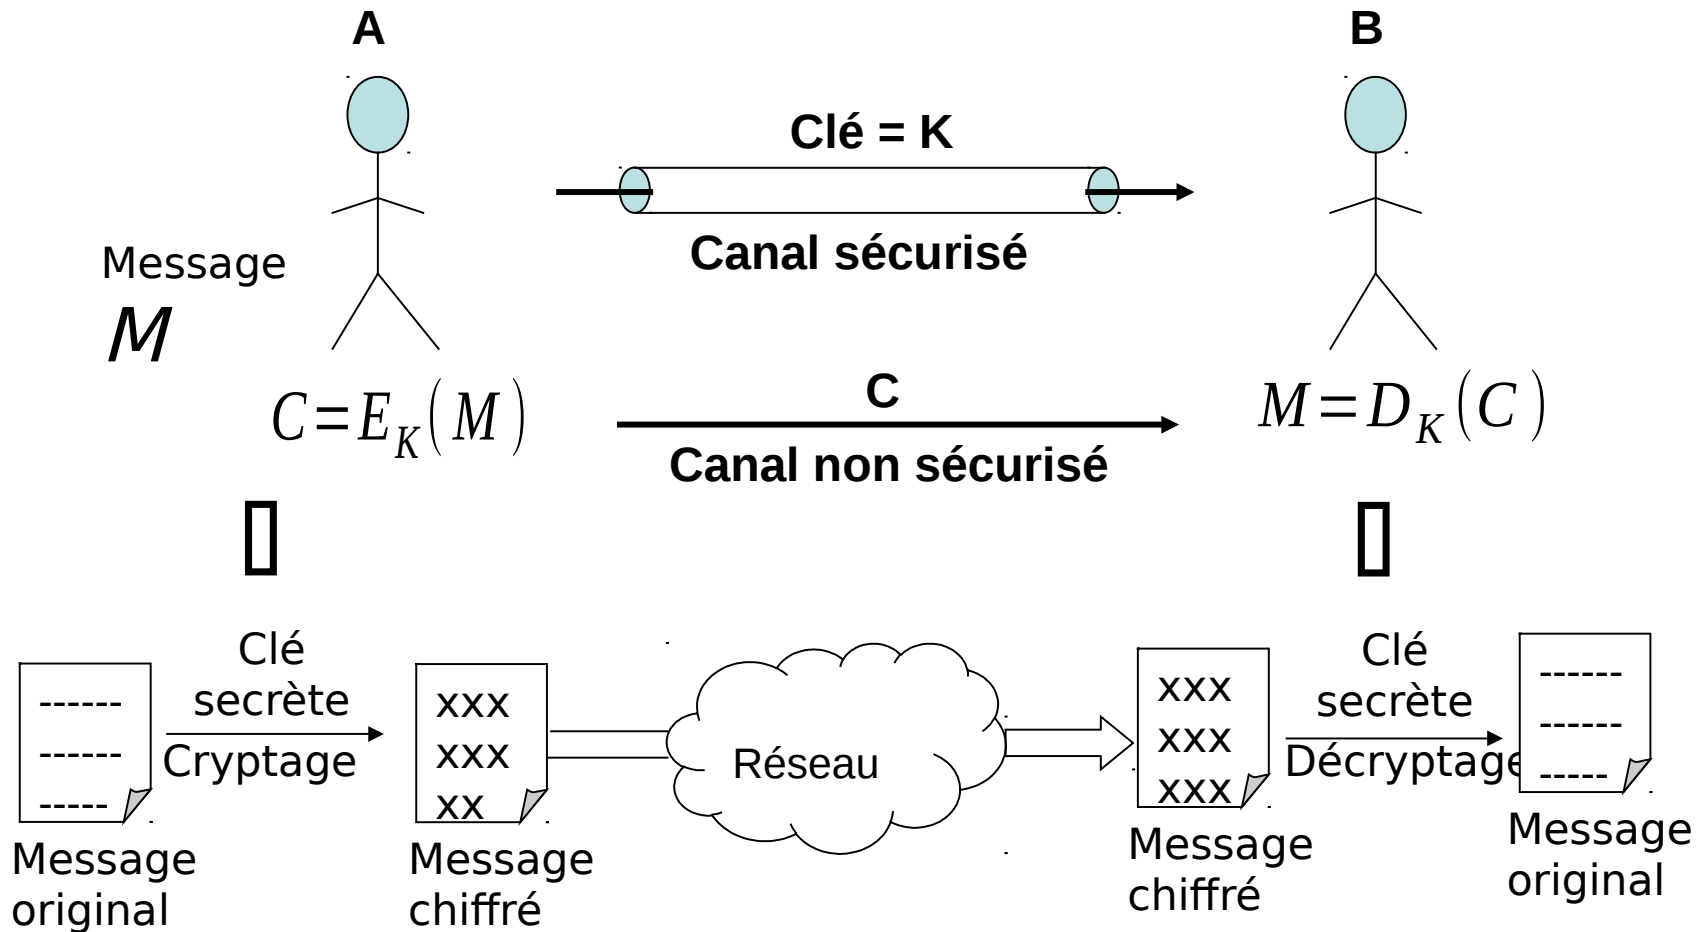 A
B
Clé = K
Canal sécurisé
Message
M
C=E_K(M)
C
Canal non sécurisé
M=D_K(C)
Clé
secrète
Cryptage
------
------
-----
Message
original
xxx
xxx
xx
Message
chiffré
Réseau
xxx
xxx
xxx
Message
chiffré
Clé
secrète
Décryptage
------
------
-----
Message
original